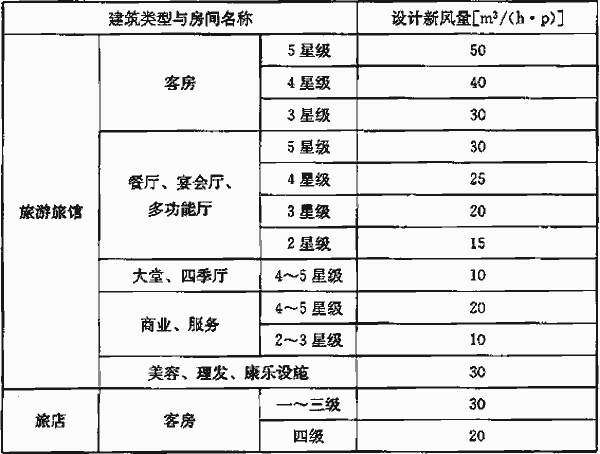 建筑类型与房间名称 设计新风量[m³/(h·p)]
旅游旅馆 客房 5星级 50
4星级 40
3星级 30
餐厅、宴会厅、多功能厅 5星级 30
4星级 25
3星级 20
2星级 15
大堂、四季厅 4～5星级 10
商业、服务 4～5星级 20
2～3星级 10
美容、理发、康乐设施 30
旅店 客房 一～三级 30
四级 20